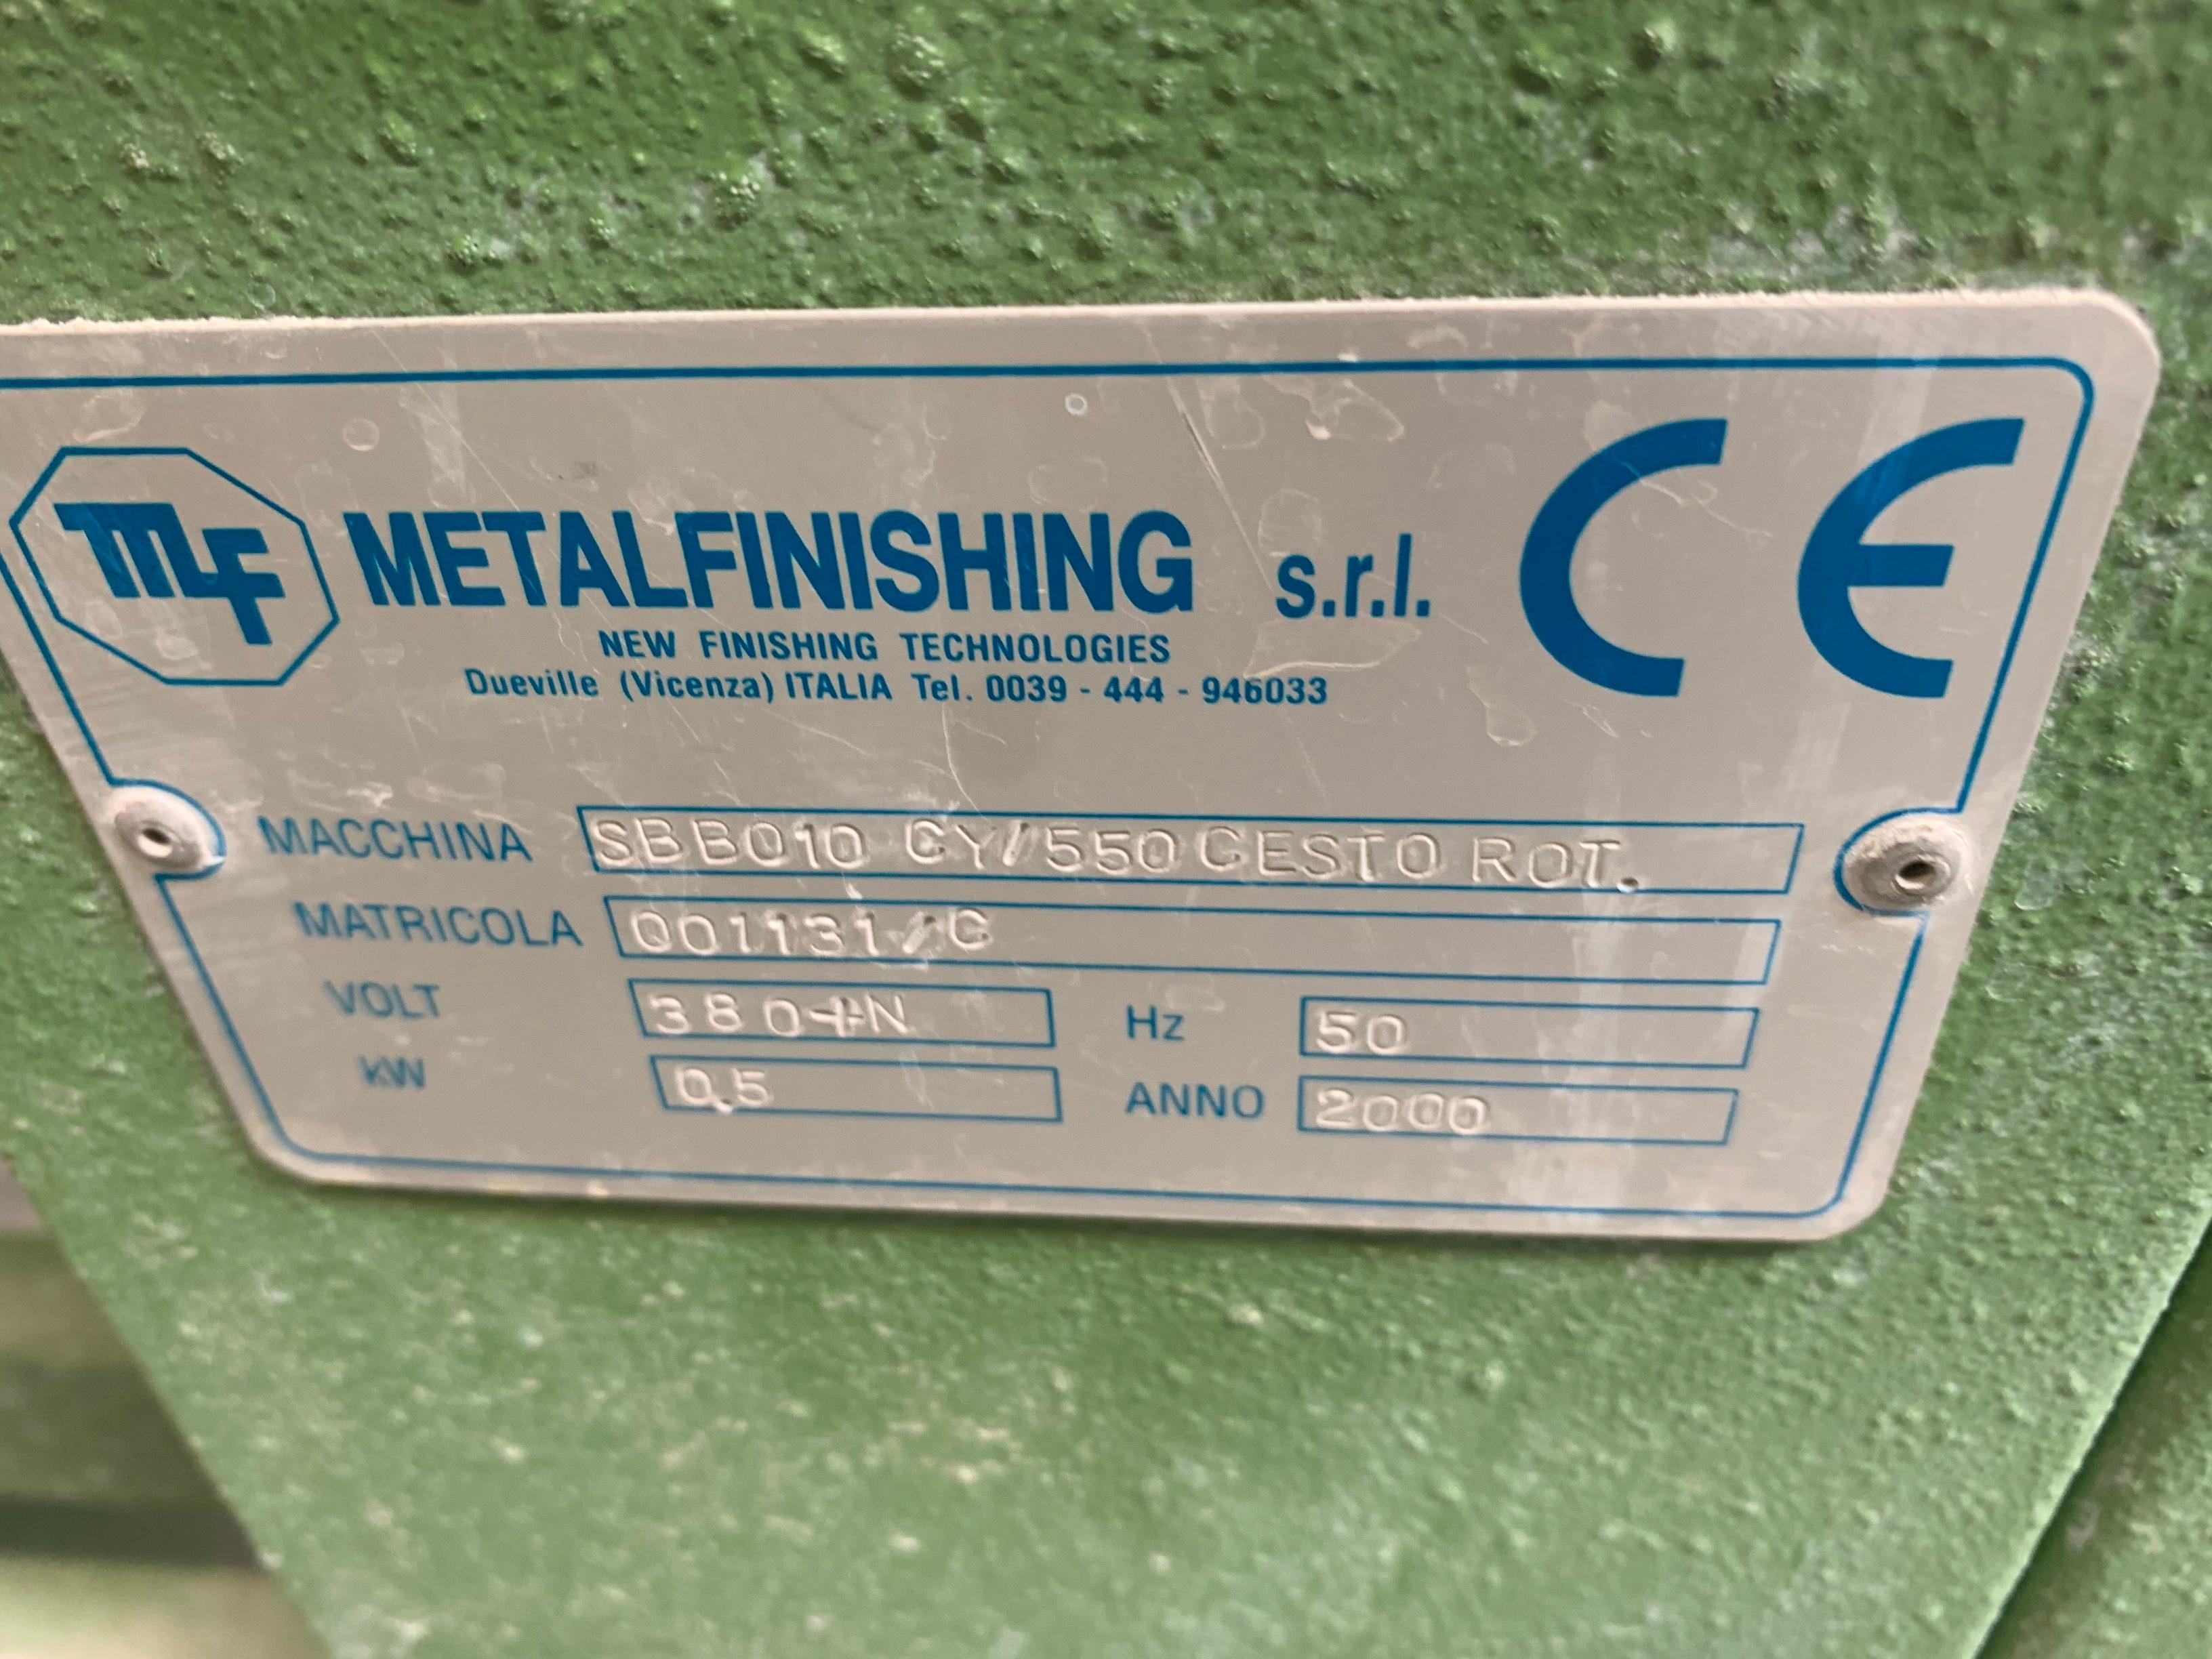 MF METALFINISHING s.r.l. CE
NEW FINISHING TECHNOLOGIES
Dueville (Vicenza) ITALIA Tel. 0039 - 444 - 946033
MACCHINA SBB010 CY/550 CESTO ROT.
MATRICOLA 001131/C
VOLT 380+N Hz 50
kW 0.5 ANNO 2000